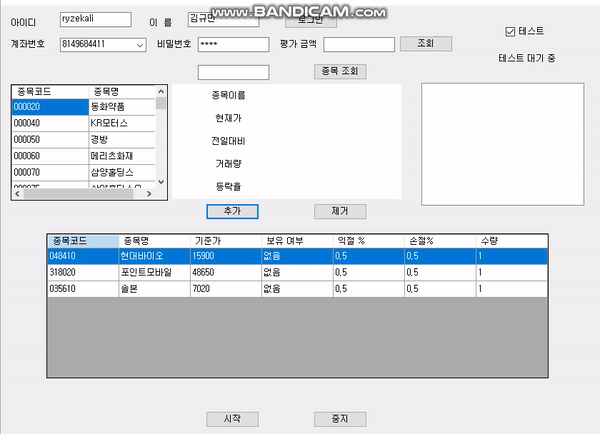 www.BANDICAM.com
아이디 ryzekali 이 름 김규민 로그인
테스트
계좌번호 8149684411 비밀번호 **** 평가 금액 조회
테스트 대기 중
종목 조회
종목코드 종목명
000020 동화약품
000040 KR모터스
000050 경방
000060 메리츠화재
000070 삼양홀딩스
종목이름
현재가
전일대비
거래량
등락율
추가 제거
종목코드 종목명 기준가 보유 여부 익절 % 손절% 수량
048410 현대바이오 15900 없음 0,5 0,5 1
318020 포인트모바일 48650 없음 0,5 0,5 1
035610 솔본 7020 없음 0,5 0,5 1
시작 중지